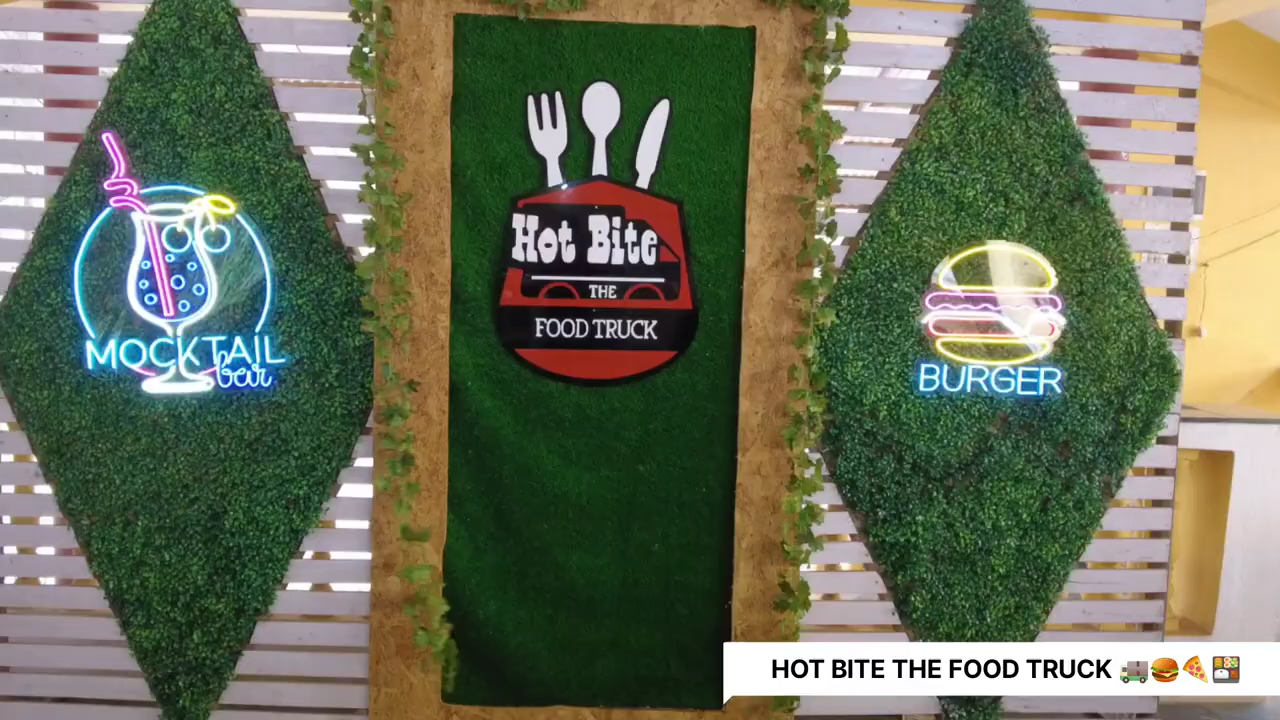 MOCKTAIL
bar
Hot Bite
THE
FOOD TRUCK
BURGER
HOT BITE THE FOOD TRUCK 🚚🍔🍕🍱